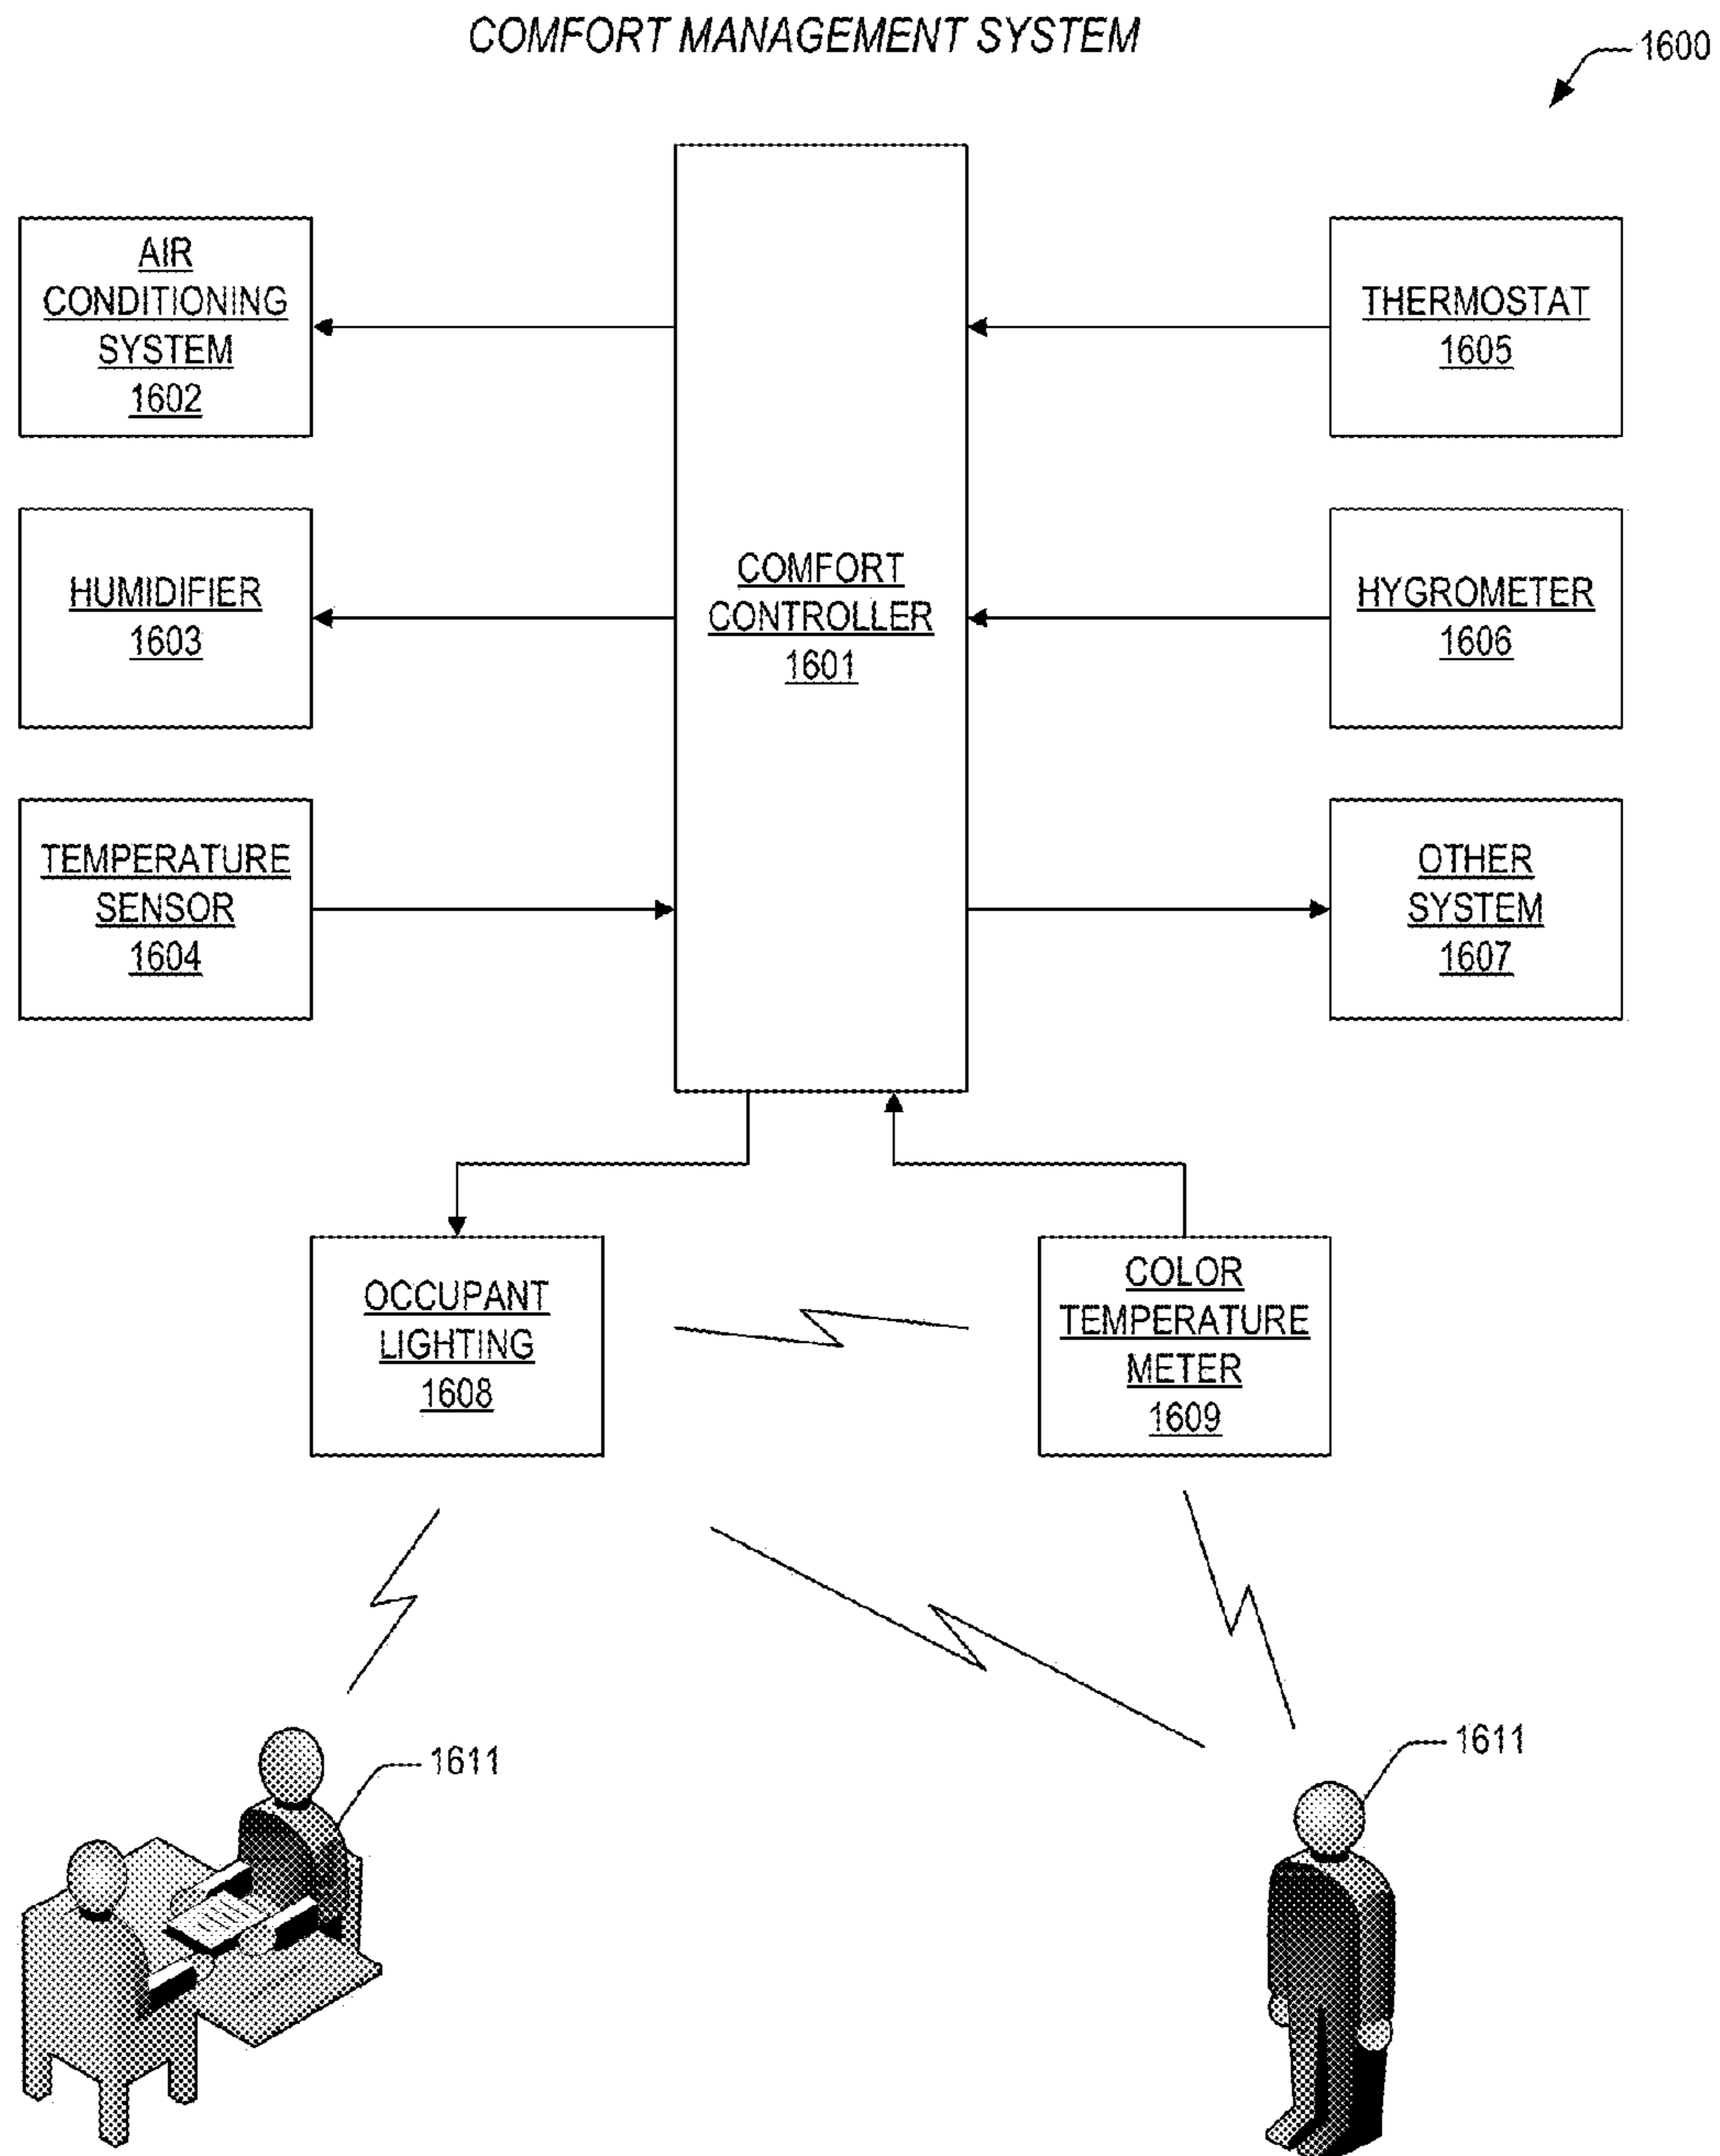 COMFORT MANAGEMENT SYSTEM
1600
AIR
CONDITIONING
SYSTEM
1602
THERMOSTAT
1605
HUMIDIFIER
1603
COMFORT
CONTROLLER
1601
HYGROMETER
1606
TEMPERATURE
SENSOR
1604
OTHER
SYSTEM
1607
OCCUPANT
LIGHTING
1608
COLOR
TEMPERATURE
METER
1609
1611
1611